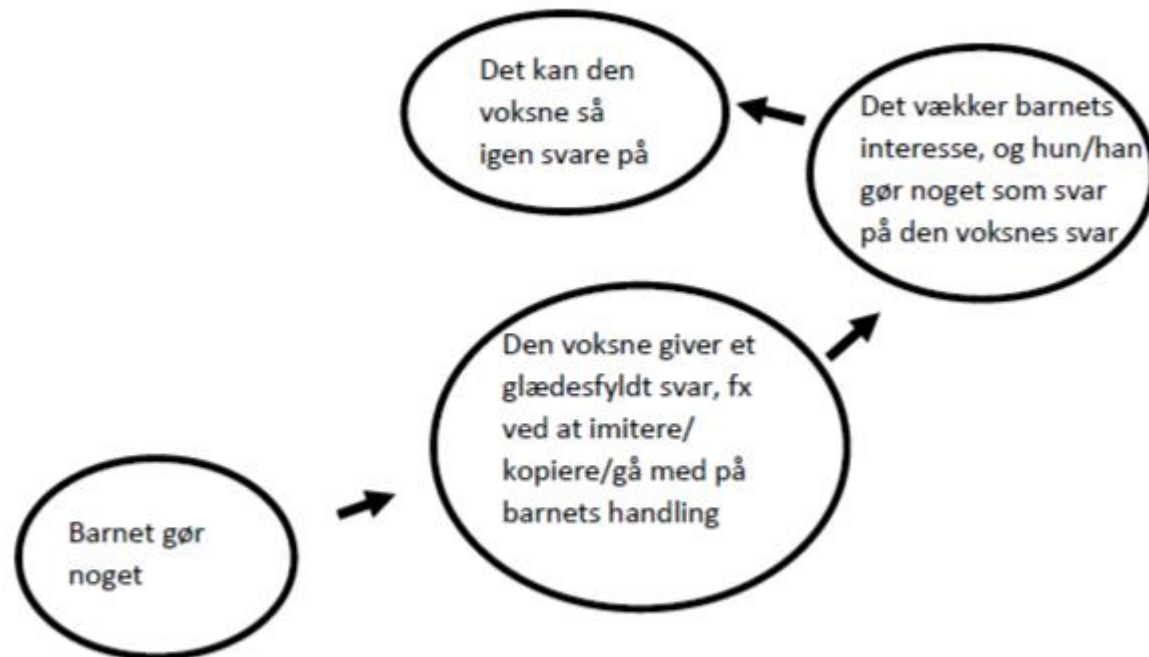 Barnet gør
noget
Den voksne giver et
glædesfyldt svar, fx
ved at imitere/
kopiere/gå med på
barnets handling
Det vækker barnets
interesse, og hun/han
gør noget som svar
på den voksnes svar
Det kan den
voksne så
igen svare på